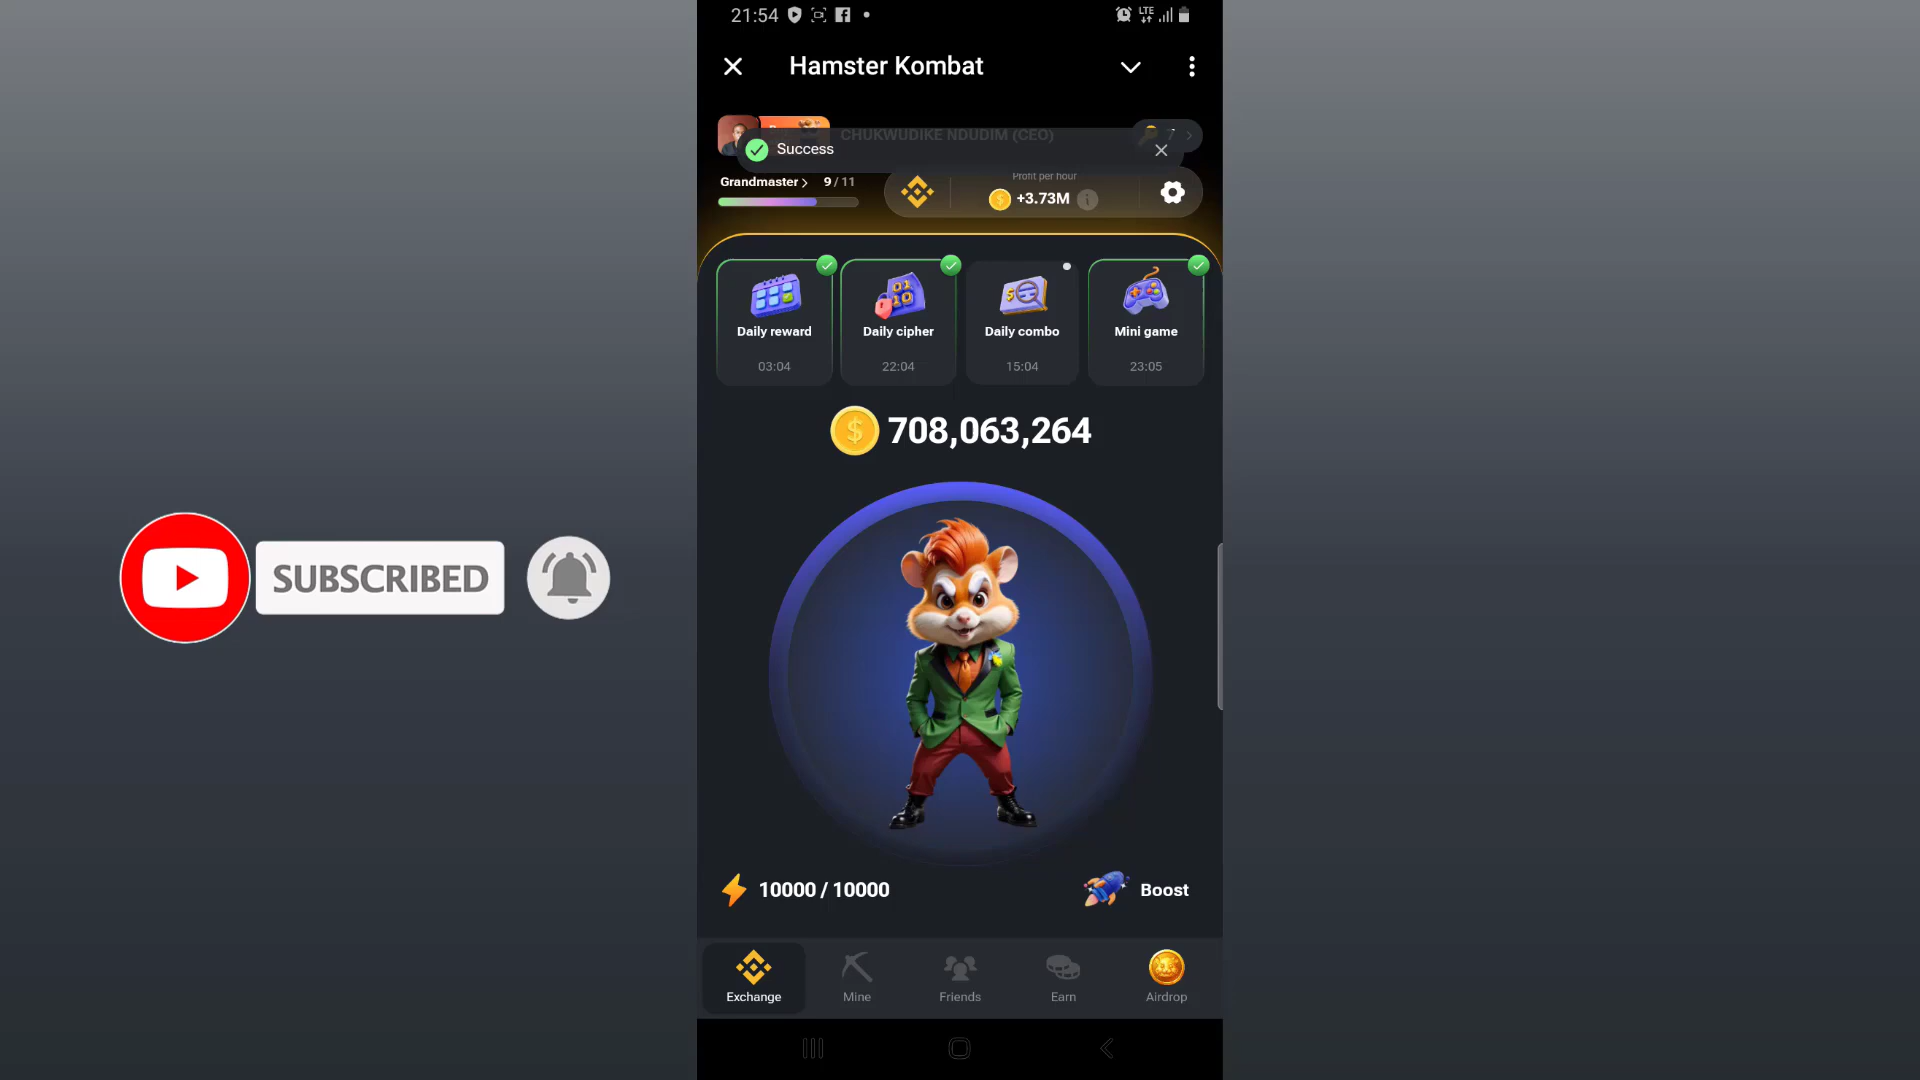 21:54
LTE
Hamster Kombat
CHUKWUDIKE NDUDIM (CEO)
7
Success
Grandmaster
9 / 11
Profit per hour
+3.73M
Daily reward
03:04
Daily cipher
22:04
Daily combo
15:04
Mini game
23:05
708,063,264
SUBSCRIBED
10000 / 10000
Boost
Exchange
Mine
Friends
Earn
Airdrop